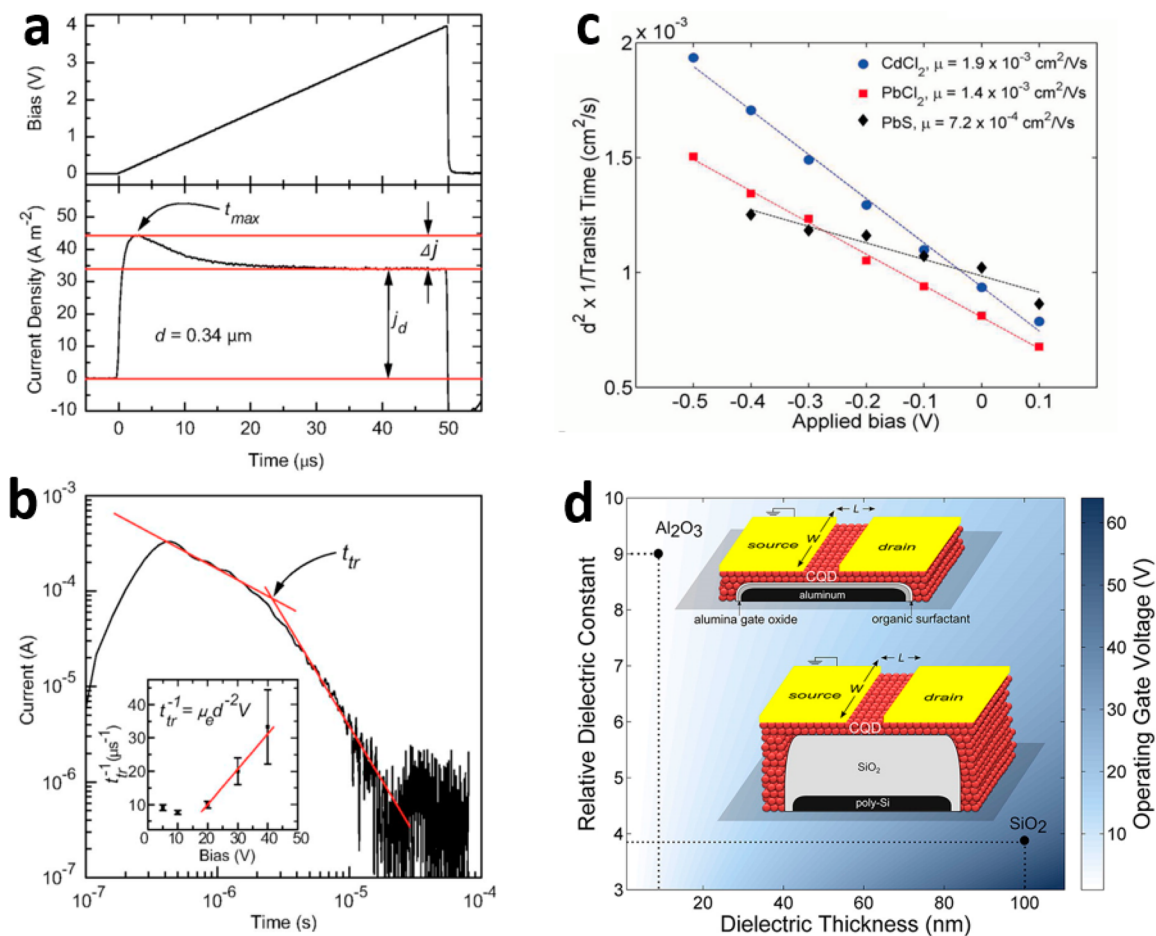 a
Bias (V)
4
2
0
Current Density (A m⁻²)
50
40
30
20
10
0
-10
t_max
Δj
j_d
d = 0.34 μm
0 10 20 30 40 50
Time (μs)
b
Current (A)
10⁻³
10⁻⁴
10⁻⁵
10⁻⁶
10⁻⁷
t_tr
t_tr⁻¹ = μ_e d⁻²V
t_tr⁻¹ (μs⁻¹)
40
30
20
10
0
0 10 20 30 40 50
Bias (V)
10⁻⁷ 10⁻⁶ 10⁻⁵ 10⁻⁴
Time (s)
c
x 10⁻³
d² x 1/Transit Time (cm²/s)
2
1.5
1
0.5
CdCl₂, μ = 1.9 x 10⁻³ cm²/Vs
PbCl₂, μ = 1.4 x 10⁻³ cm²/Vs
PbS, μ = 7.2 x 10⁻⁴ cm²/Vs
-0.5 -0.4 -0.3 -0.2 -0.1 0 0.1
Applied bias (V)
d
Relative Dielectric Constant
10
9
8
7
6
5
4
3
Al₂O₃
L
W
source
drain
CQD
aluminum
alumina gate oxide
organic surfactant
L
W
source
drain
CQD
SiO₂
poly-Si
SiO₂
20 40 60 80 100
Dielectric Thickness (nm)
60
50
40
30
20
10
Operating Gate Voltage (V)